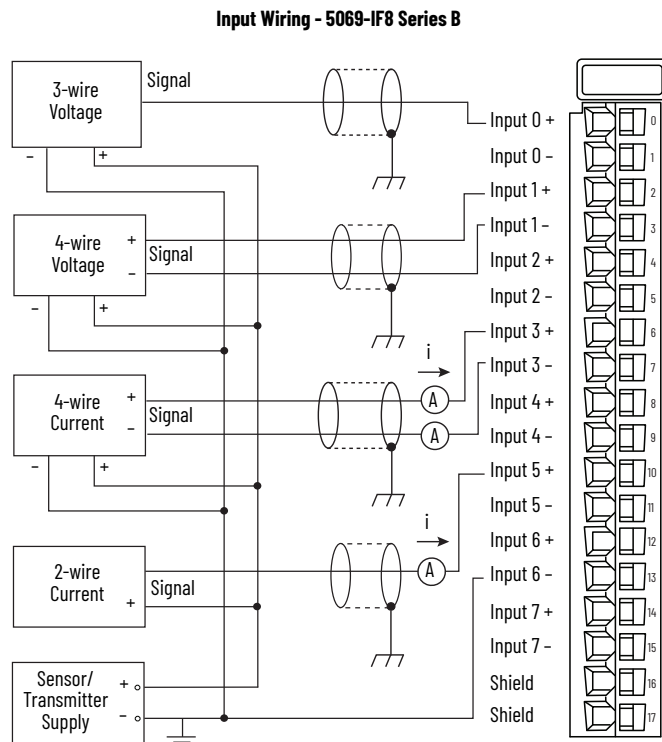 Input Wiring - 5069-IF8 Series B
3-wire
Voltage
Signal
–
+
4-wire
Voltage
+
–
Signal
–
+
4-wire
Current
+
–
Signal
–
+
2-wire
Current
+
Signal
Sensor/
Transmitter
Supply
+
–
i
A
A
i
A
Input 0 +
Input 0 –
Input 1 +
Input 1 –
Input 2 +
Input 2 –
Input 3 +
Input 3 –
Input 4 +
Input 4 –
Input 5 +
Input 5 –
Input 6 +
Input 6 –
Input 7 +
Input 7 –
Shield
Shield
0
1
2
3
4
5
6
7
8
9
10
11
12
13
14
15
16
17